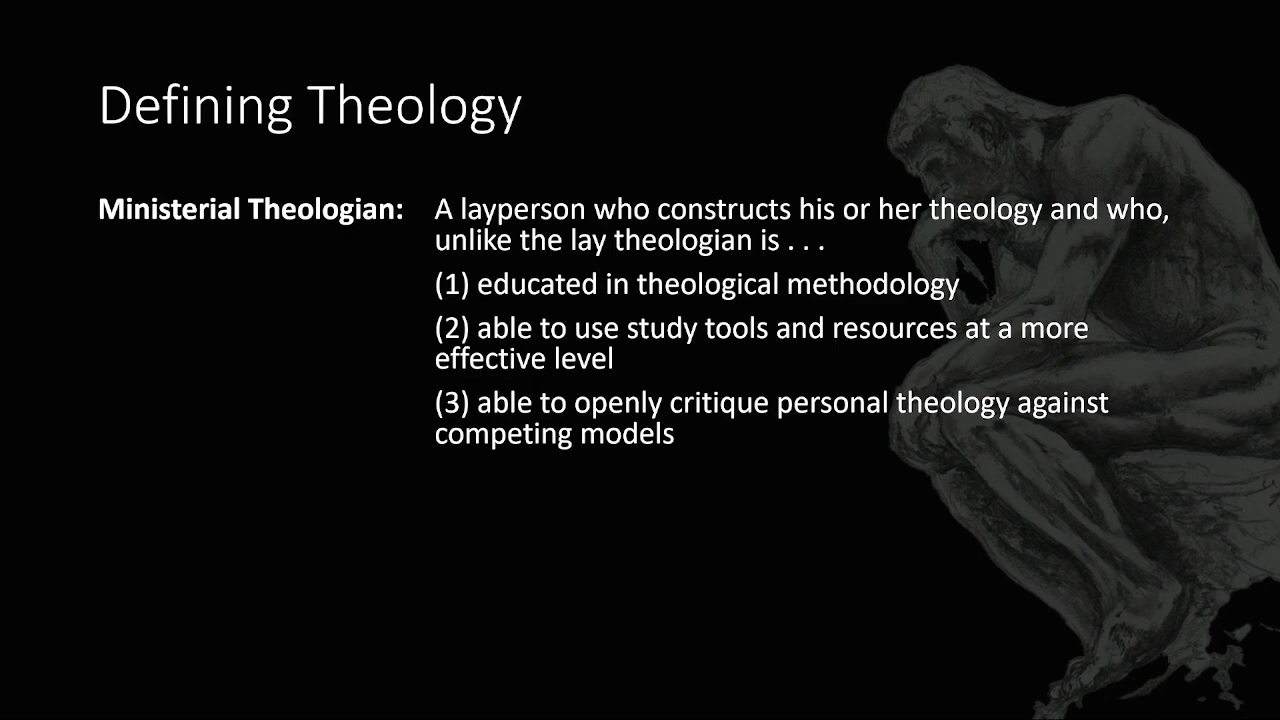 Defining Theology
Ministerial Theologian: A layperson who constructs his or her theology and who,
unlike the lay theologian is . . .
(1) educated in theological methodology
(2) able to use study tools and resources at a more
effective level
(3) able to openly critique personal theology against
competing models